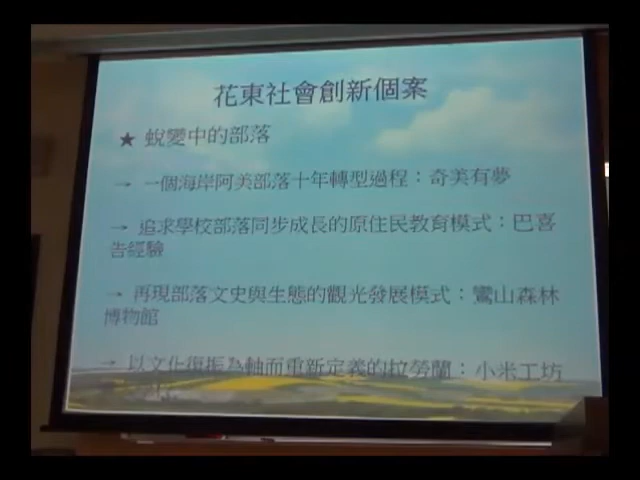 花東社會創新個案
★ 蛻變中的部落
→ 一個海岸阿美部落十年轉型過程：奇美有夢
→ 追求學校部落同步成長的原住民教育模式：巴喜
告經驗
→ 再現部落文史與生態的觀光發展模式：鸞山森林
博物館
→ 以文化復振為軸而重新定義的拉勞蘭：小米工坊